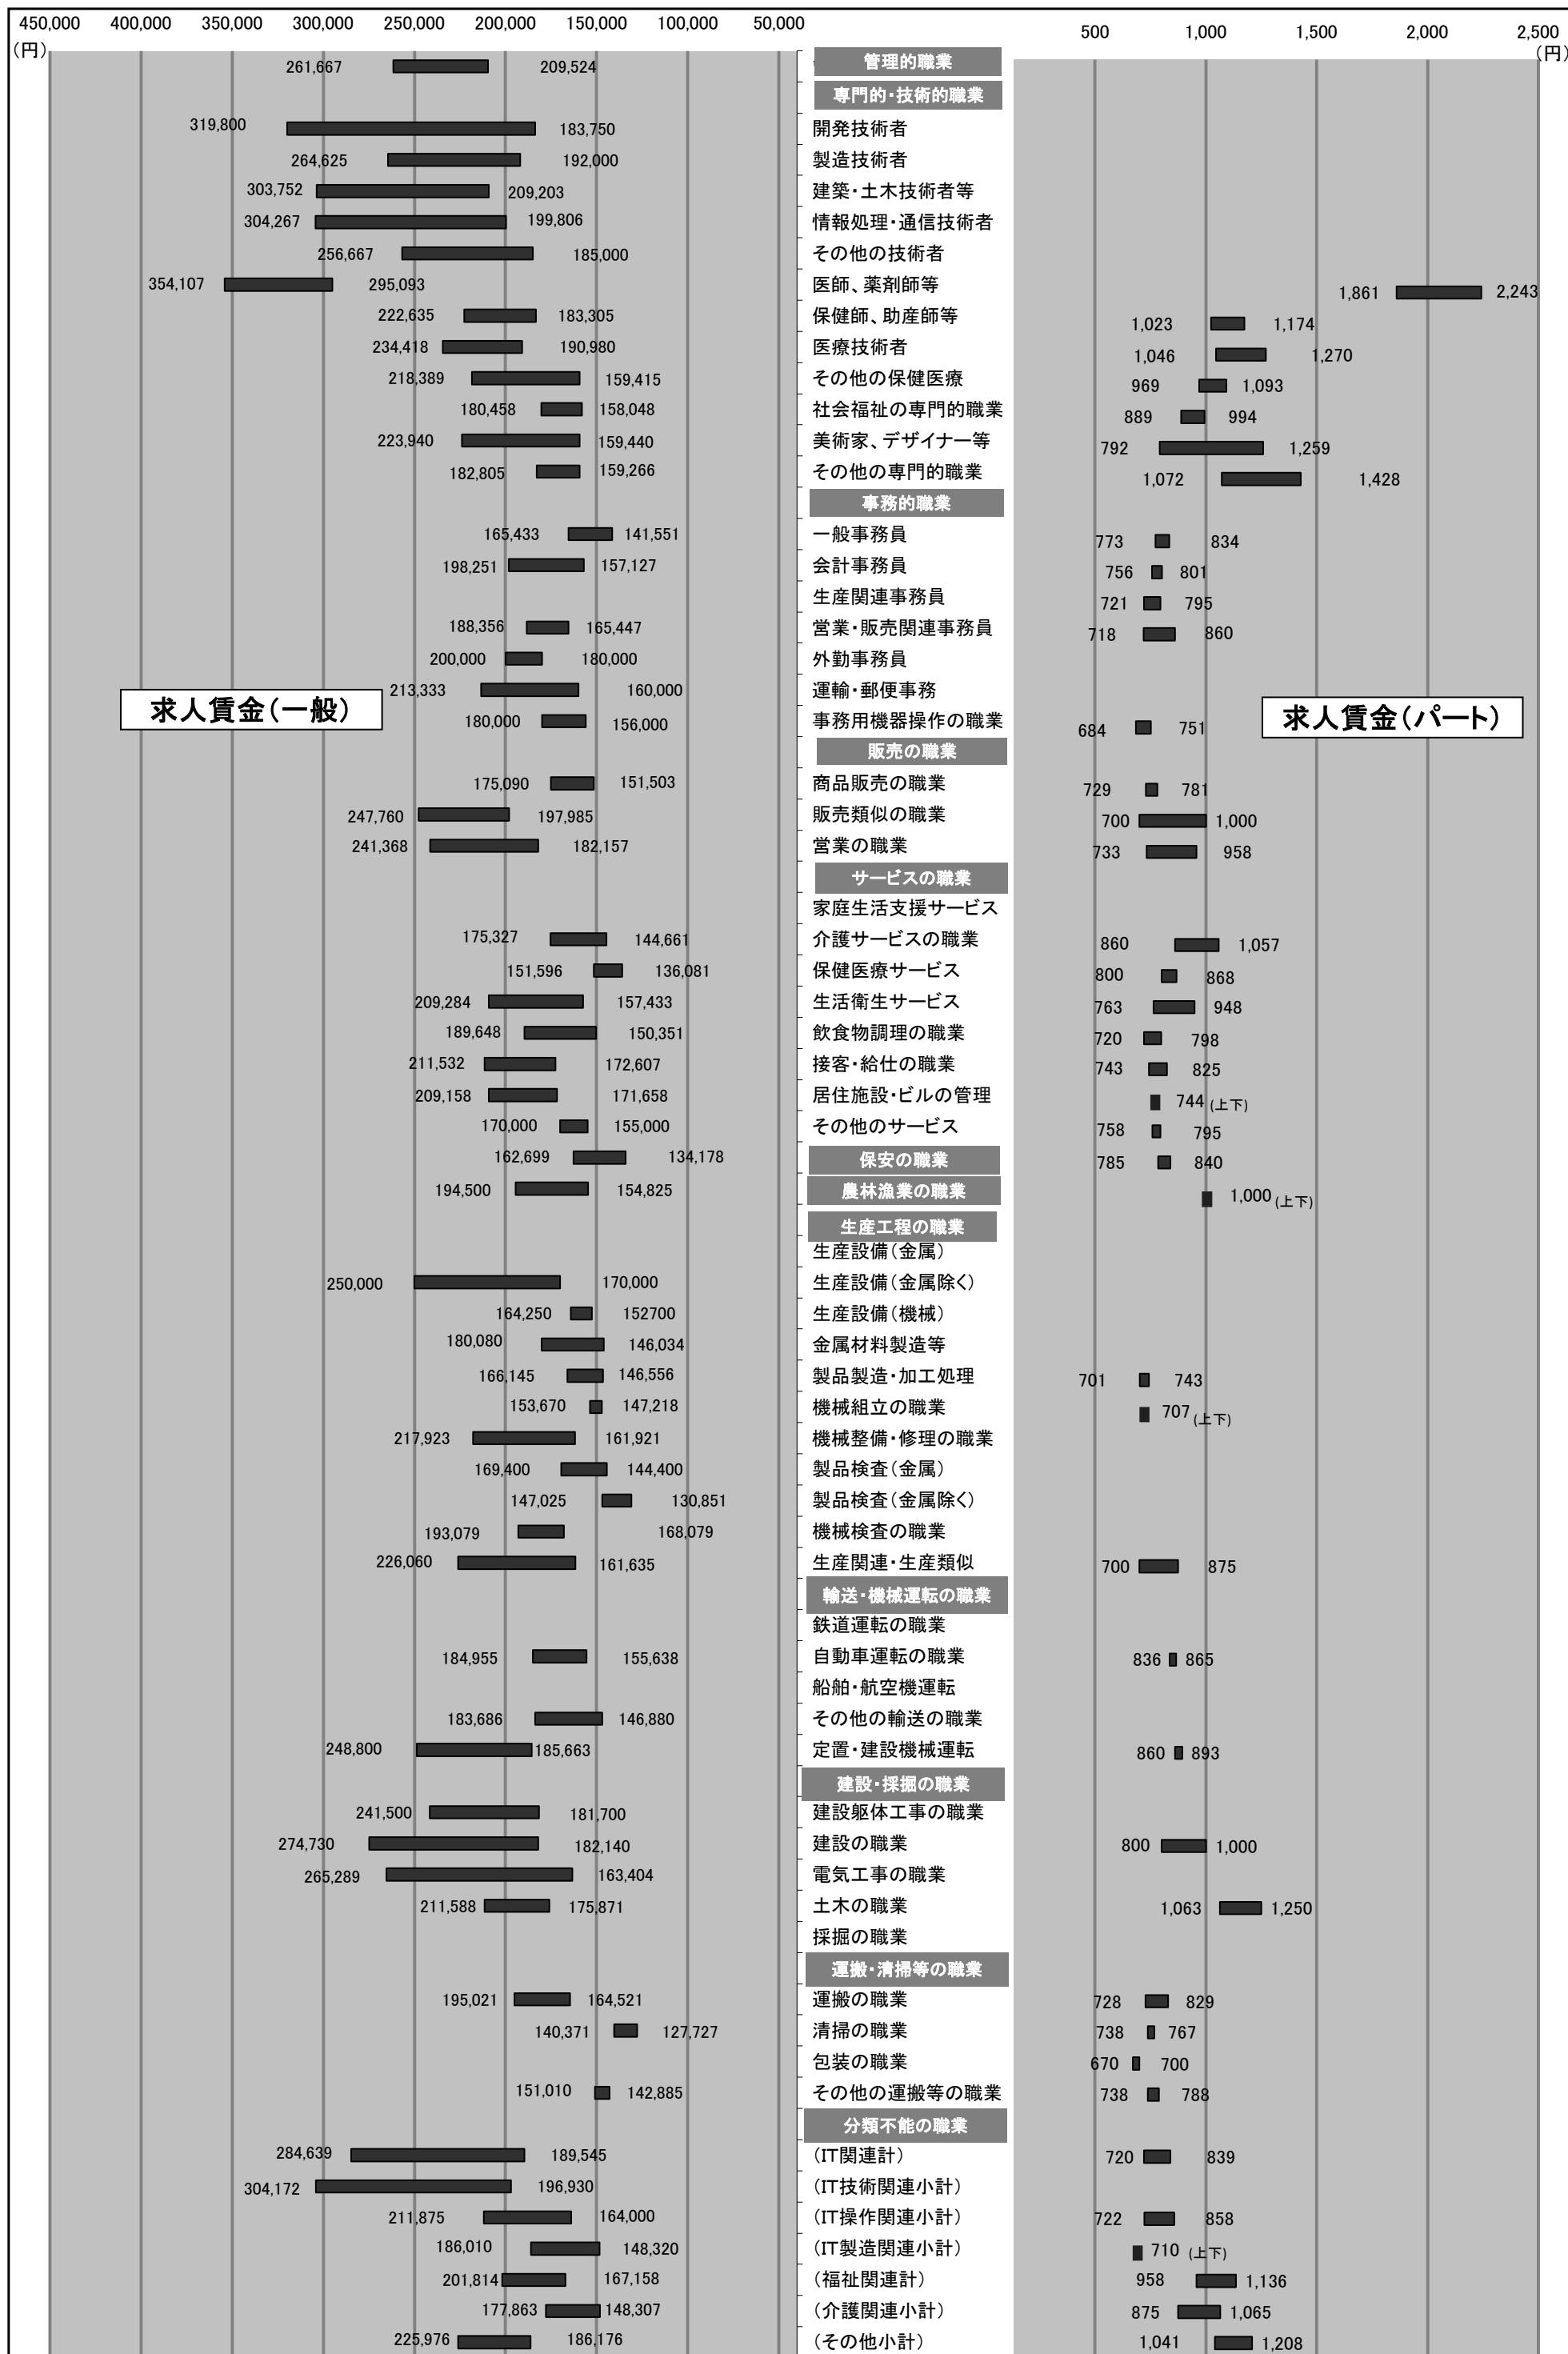 450,000 400,000 350,000 300,000 250,000 200,000 150,000 100,000 50,000 500 1,000 1,500 2,000 2,500
(円) (円)
261,667 209,524 管理的職業
専門的・技術的職業
319,800 183,750 開発技術者
264,625 192,000 製造技術者
303,752 209,203 建築・土木技術者等
304,267 199,806 情報処理・通信技術者
256,667 185,000 その他の技術者
354,107 295,093 医師、薬剤師等 1,861 2,243
222,635 183,305 保健師、助産師等 1,023 1,174
234,418 190,980 医療技術者 1,046 1,270
218,389 159,415 その他の保健医療 969 1,093
180,458 158,048 社会福祉の専門的職業 889 994
223,940 159,440 美術家、デザイナー等 792 1,259
182,805 159,266 その他の専門的職業 1,072 1,428
事務的職業
165,433 141,551 一般事務員 773 834
198,251 157,127 会計事務員 756 801
生産関連事務員 721 795
188,356 165,447 営業・販売関連事務員 718 860
200,000 180,000 外勤事務員
213,333 160,000 運輸・郵便事務
求人賃金(一般) 求人賃金(パート)
180,000 156,000 事務用機器操作の職業 684 751
販売の職業
175,090 151,503 商品販売の職業 729 781
247,760 197,985 販売類似の職業 700 1,000
241,368 182,157 営業の職業 733 958
サービスの職業
家庭生活支援サービス
175,327 144,661 介護サービスの職業 860 1,057
151,596 136,081 保健医療サービス 800 868
209,284 157,433 生活衛生サービス 763 948
189,648 150,351 飲食物調理の職業 720 798
211,532 172,607 接客・給仕の職業 743 825
209,158 171,658 居住施設・ビルの管理 744 (上下)
170,000 155,000 その他のサービス 758 795
162,699 134,178 保安の職業 785 840
194,500 154,825 農林漁業の職業 1,000 (上下)
生産工程の職業
生産設備(金属)
250,000 170,000 生産設備(金属除く)
164,250 152700 生産設備(機械)
180,080 146,034 金属材料製造等
166,145 146,556 製品製造・加工処理 701 743
153,670 147,218 機械組立の職業 707 (上下)
217,923 161,921 機械整備・修理の職業
169,400 144,400 製品検査(金属)
147,025 130,851 製品検査(金属除く)
193,079 168,079 機械検査の職業
226,060 161,635 生産関連・生産類似 700 875
輸送・機械運転の職業
鉄道運転の職業
184,955 155,638 自動車運転の職業 836 865
船舶・航空機運転
183,686 146,880 その他の輸送の職業
248,800 185,663 定置・建設機械運転 860 893
建設・採掘の職業
241,500 181,700 建設躯体工事の職業
274,730 182,140 建設の職業 800 1,000
265,289 163,404 電気工事の職業
211,588 175,871 土木の職業 1,063 1,250
採掘の職業
運搬・清掃等の職業
195,021 164,521 運搬の職業 728 829
140,371 127,727 清掃の職業 738 767
包装の職業 670 700
151,010 142,885 その他の運搬等の職業 738 788
分類不能の職業
284,639 189,545 (IT関連計) 720 839
304,172 196,930 (IT技術関連小計)
211,875 164,000 (IT操作関連小計) 722 858
186,010 148,320 (IT製造関連小計) 710 (上下)
201,814 167,158 (福祉関連計) 958 1,136
177,863 148,307 (介護関連小計) 875 1,065
225,976 186,176 (その他小計) 1,041 1,208